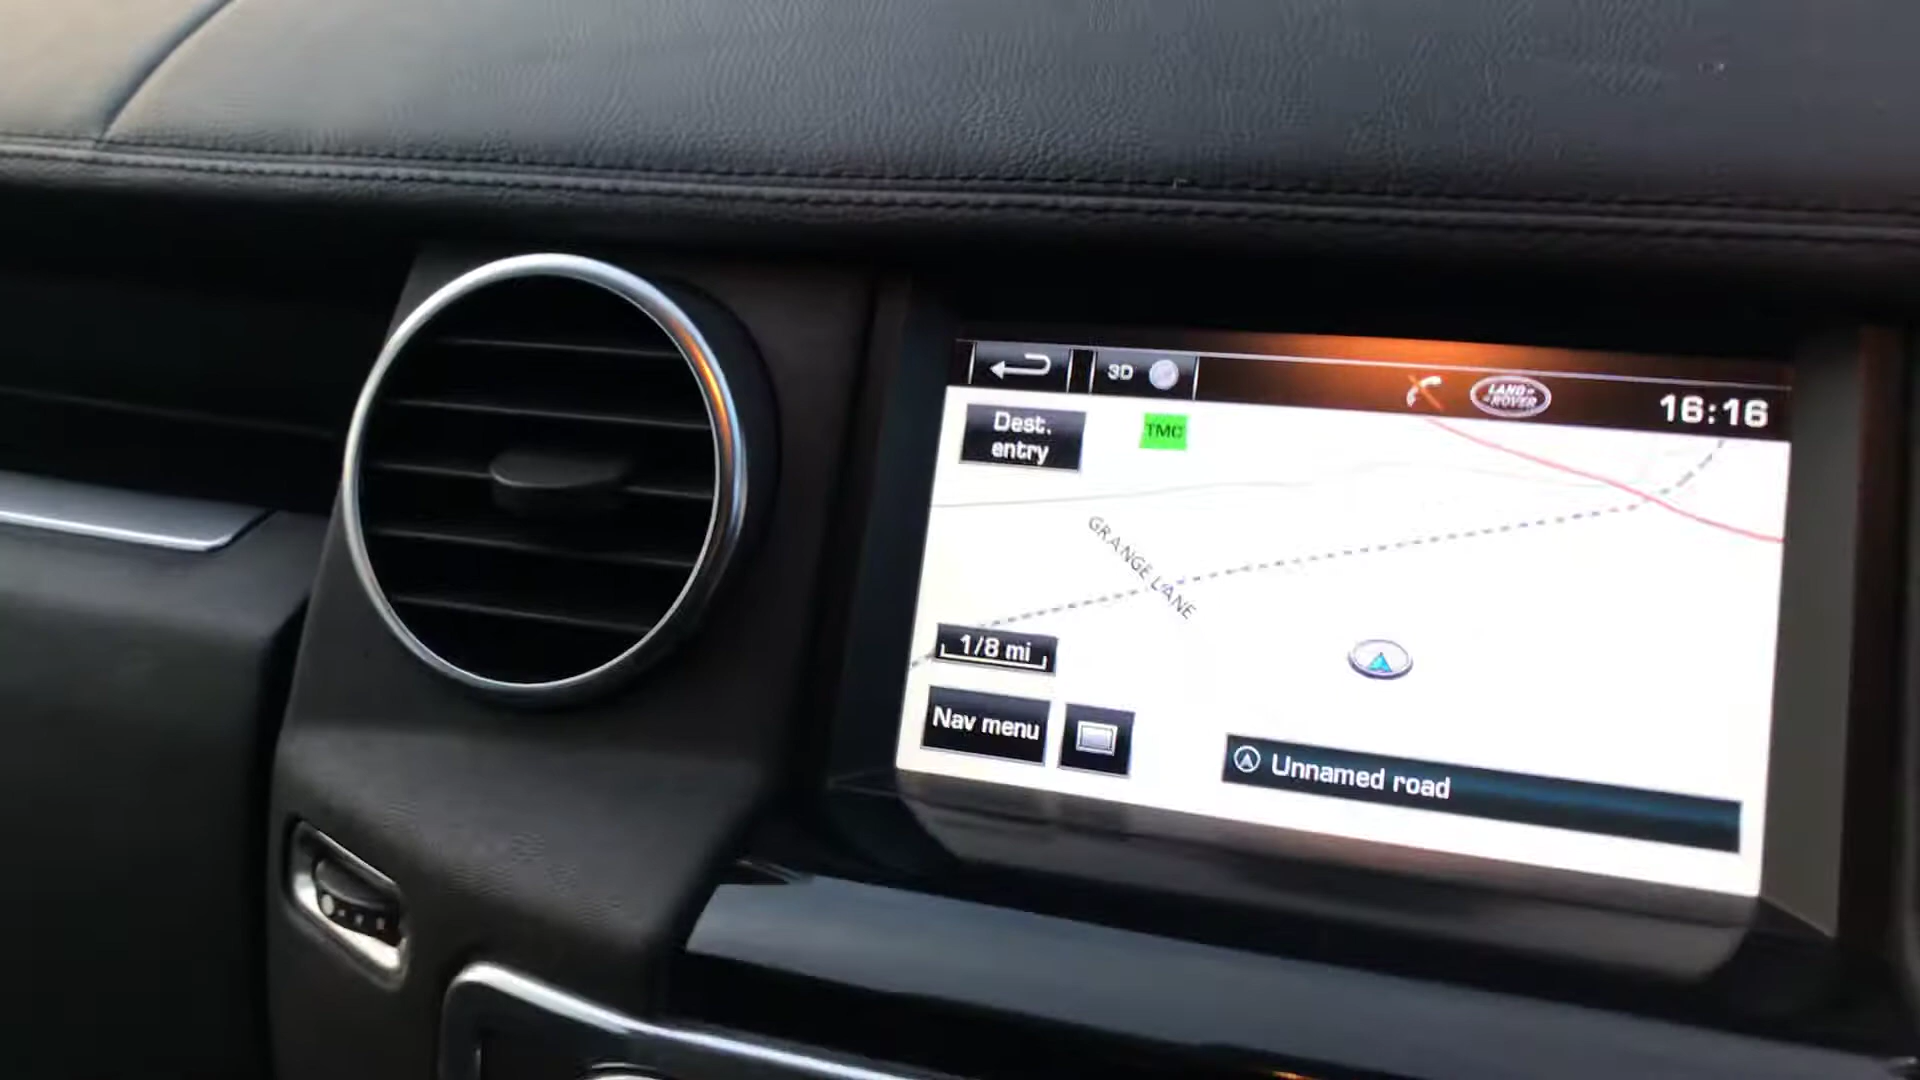 3D
LAND-
-ROVER
16:16
Dest.
entry
TMC
GRANGE LANE
1/8 mi
Nav menu
Unnamed road